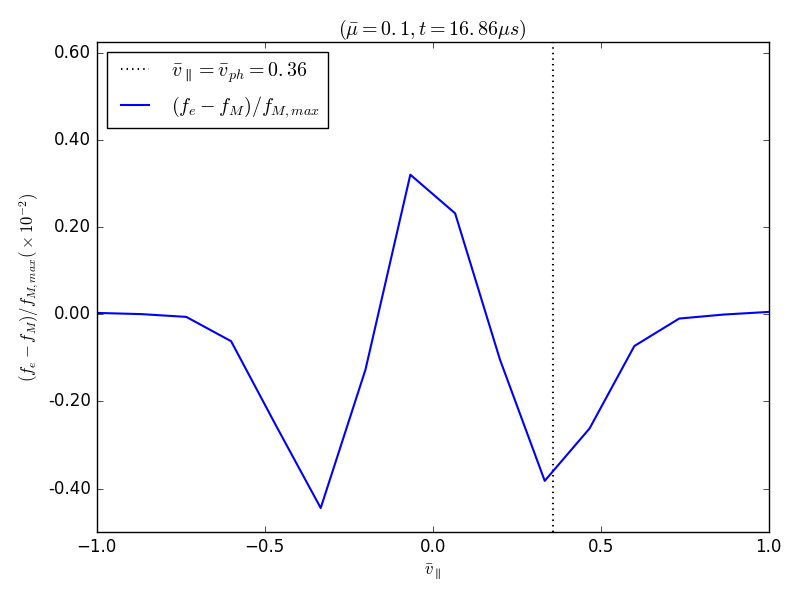 (μ̄ = 0.1, t = 16.86μs)
v̄∥ = v̄ph = 0.36
(fe − fM)/fM,max
0.60
0.40
0.20
0.00
-0.20
-0.40
(fe − fM)/fM,max(×10⁻²)
−1.0 −0.5 0.0 0.5 1.0
v̄∥